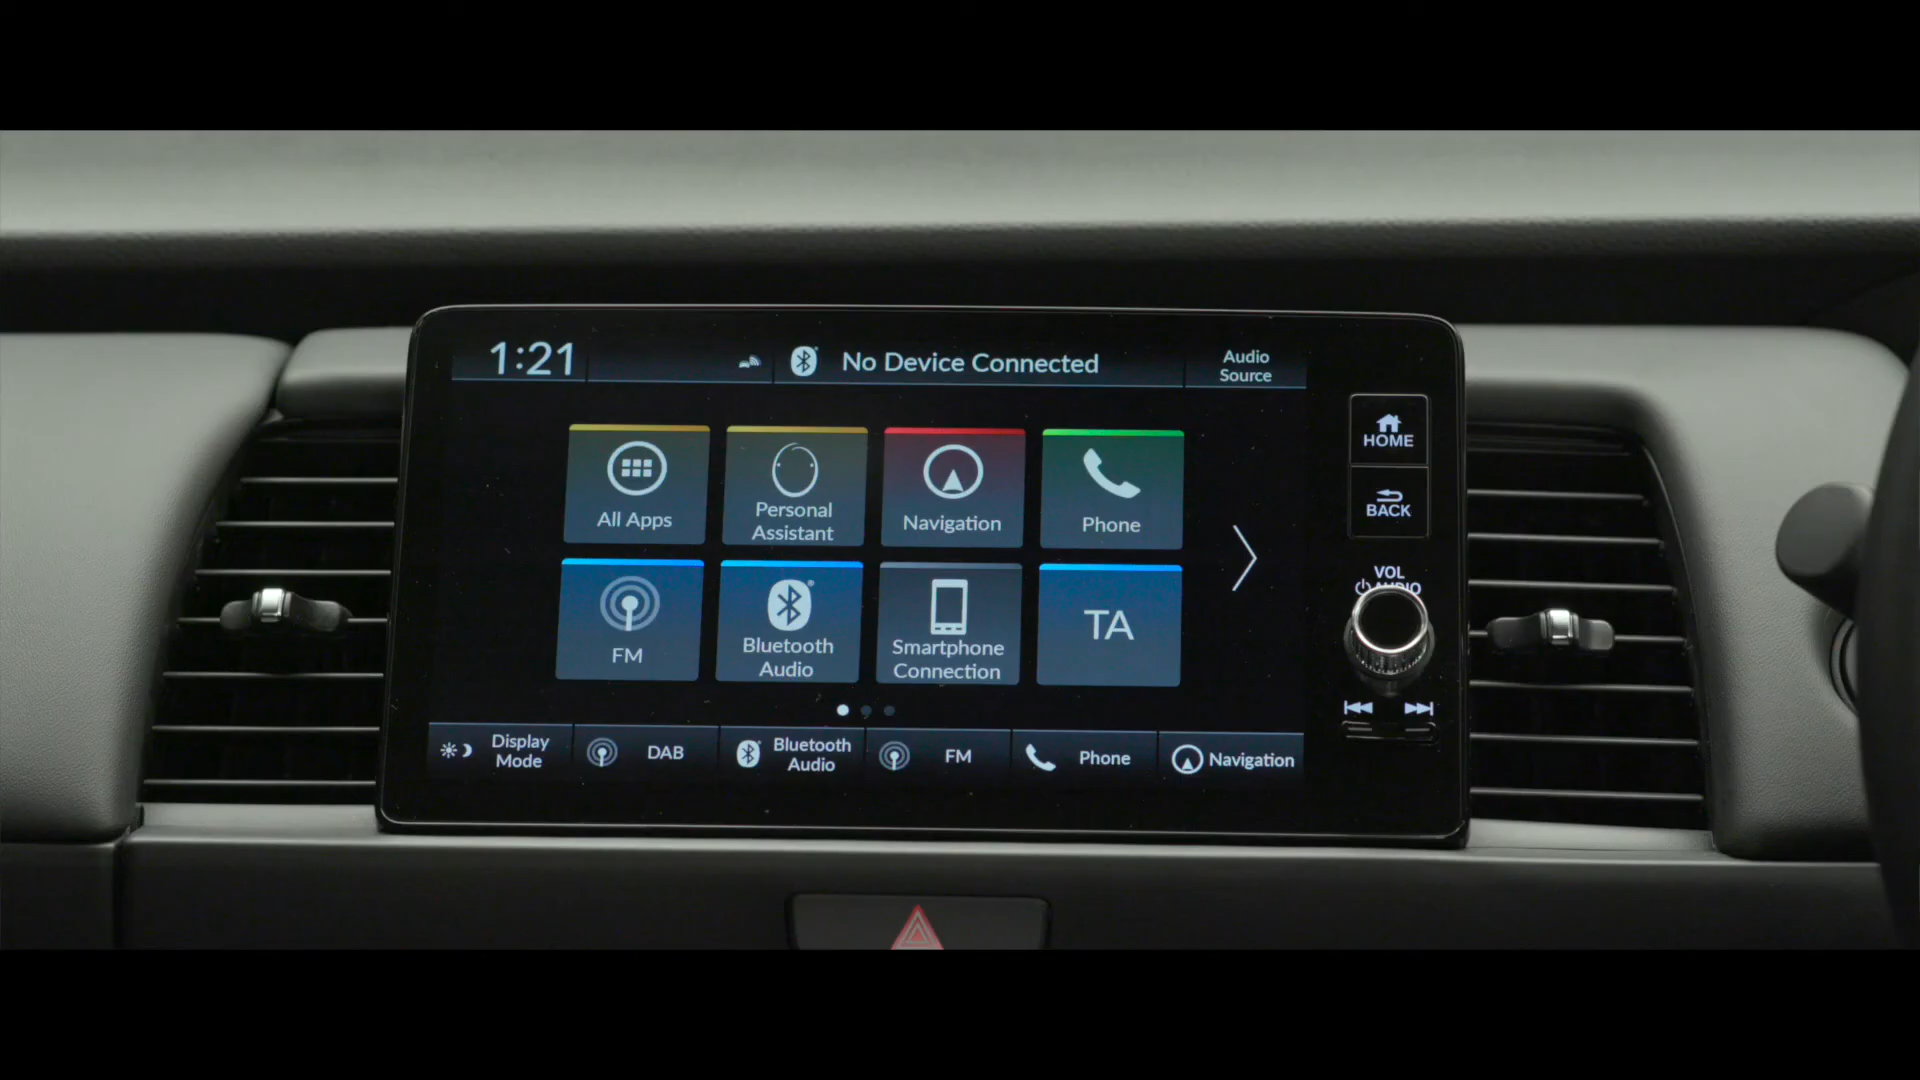 1:21
No Device Connected
Audio
Source
HOME
BACK
VOL
AUDIO
All Apps
Personal
Assistant
Navigation
Phone
FM
Bluetooth
Audio
Smartphone
Connection
TA
Display
Mode
DAB
Bluetooth
Audio
FM
Phone
Navigation